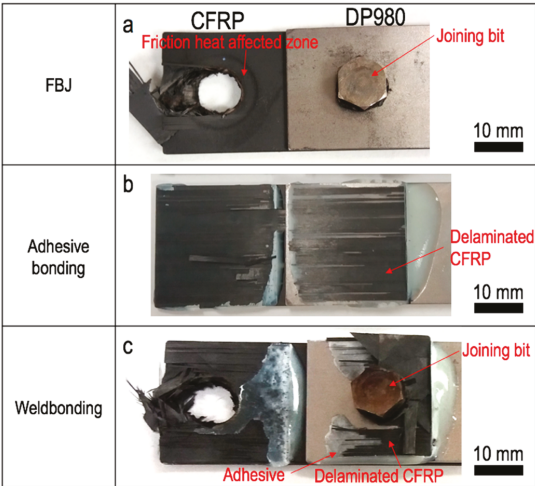 CFRP
DP980
FBJ
a
Friction heat affected zone
Joining bit
10 mm
Adhesive
bonding
b
Delaminated
CFRP
10 mm
Weldbonding
c
Joining bit
Adhesive
Delaminated CFRP
10 mm